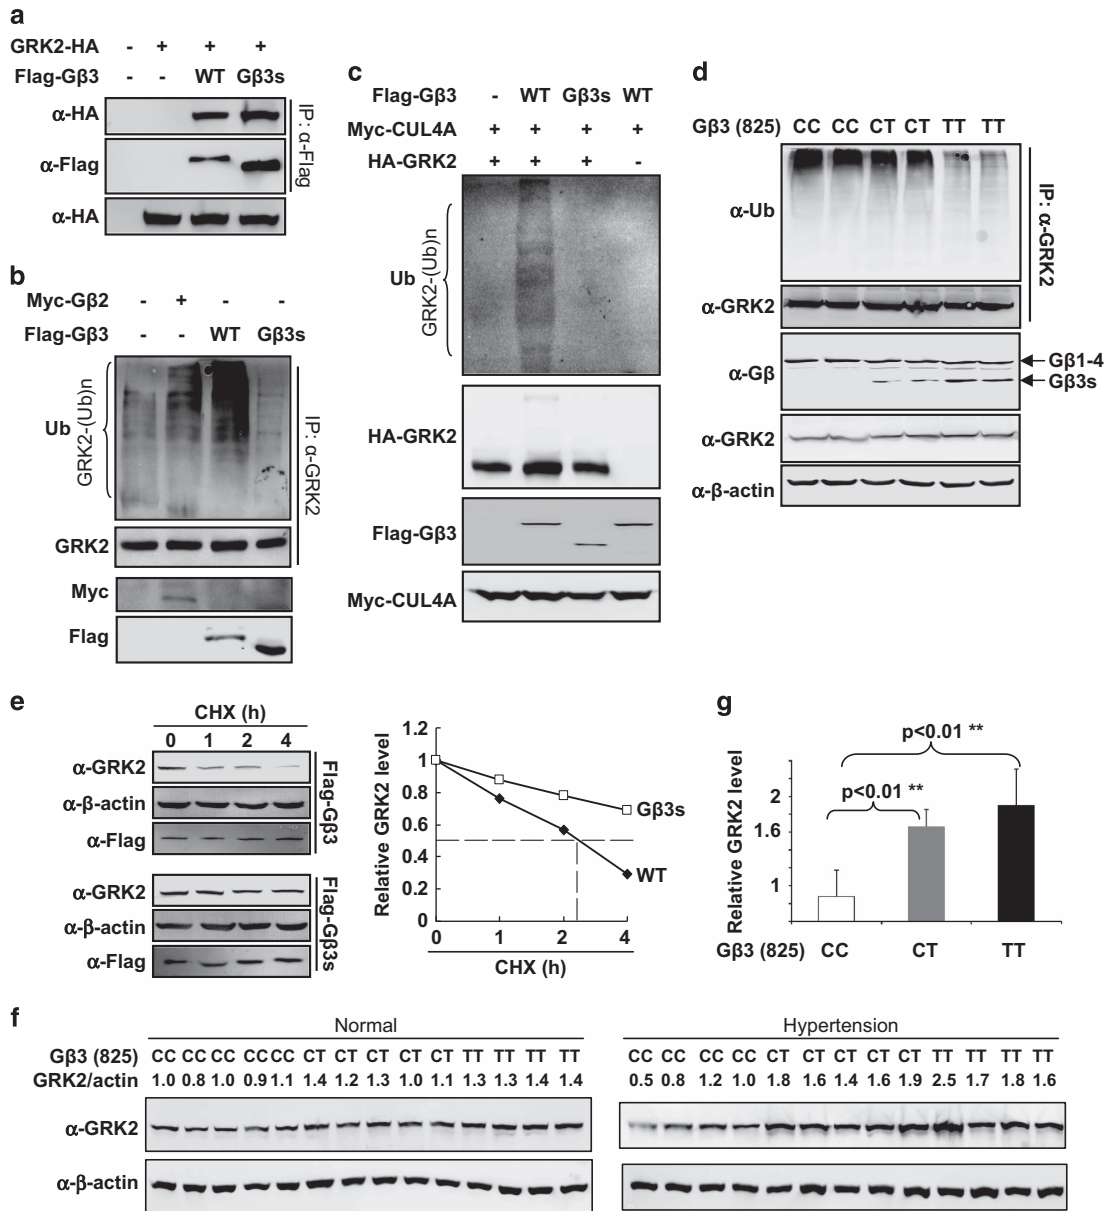 a
GRK2-HA - + + +
Flag-Gβ3 - - WT Gβ3s
α-HA
α-Flag
α-HA
IP: α-Flag
b
Myc-Gβ2 - + - -
Flag-Gβ3 - - WT Gβ3s
Ub
GRK2-(Ub)n
IP: α-GRK2
GRK2
Myc
Flag
c
Flag-Gβ3 - WT Gβ3s WT
Myc-CUL4A + + + +
HA-GRK2 + + + -
Ub
GRK2-(Ub)n
HA-GRK2
Flag-Gβ3
Myc-CUL4A
d
Gβ3 (825) CC CC CT CT TT TT
α-Ub
IP: α-GRK2
α-GRK2
α-Gβ
Gβ1-4
Gβ3s
α-GRK2
α-β-actin
e
CHX (h)
0 1 2 4
α-GRK2
α-β-actin
α-Flag
Flag-Gβ3
α-GRK2
α-β-actin
α-Flag
Flag-Gβ3s
Relative GRK2 level
1.2
1
0.8
0.6
0.4
0.2
0
Gβ3s
WT
0 1 2 4
CHX (h)
g
p<0.01 **
p<0.01 **
Relative GRK2 level
2
1.6
1
Gβ3 (825) CC CT TT
f
Normal
Gβ3 (825) CC CC CC CC CC CT CT CT CT CT TT TT TT TT
GRK2/actin 1.0 0.8 1.0 0.9 1.1 1.4 1.2 1.3 1.0 1.1 1.3 1.3 1.4 1.4
Hypertension
CC CC CC CC CT CT CT CT CT TT TT TT TT
0.5 0.8 1.2 1.0 1.8 1.6 1.4 1.6 1.9 2.5 1.7 1.8 1.6
α-GRK2
α-β-actin